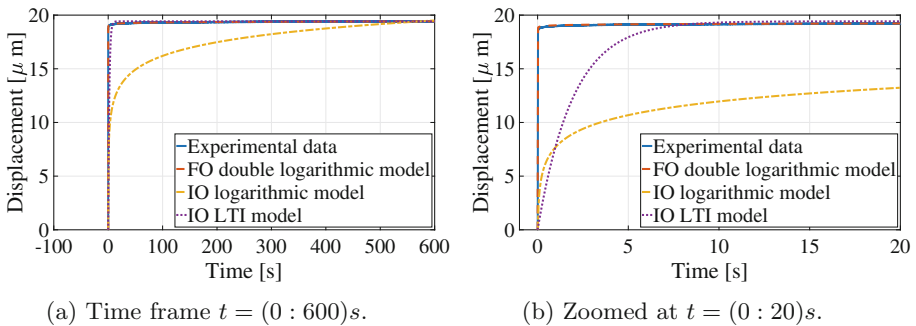 20
15
10
5
0
Displacement [μ m]
Experimental data
FO double logarithmic model
IO logarithmic model
IO LTI model
-100 0 100 200 300 400 500 600
Time [s]
(a) Time frame t = (0 : 600)s.
20
15
10
5
0
Displacement [μ m]
Experimental data
FO double logarithmic model
IO logarithmic model
IO LTI model
0 5 10 15 20
Time [s]
(b) Zoomed at t = (0 : 20)s.